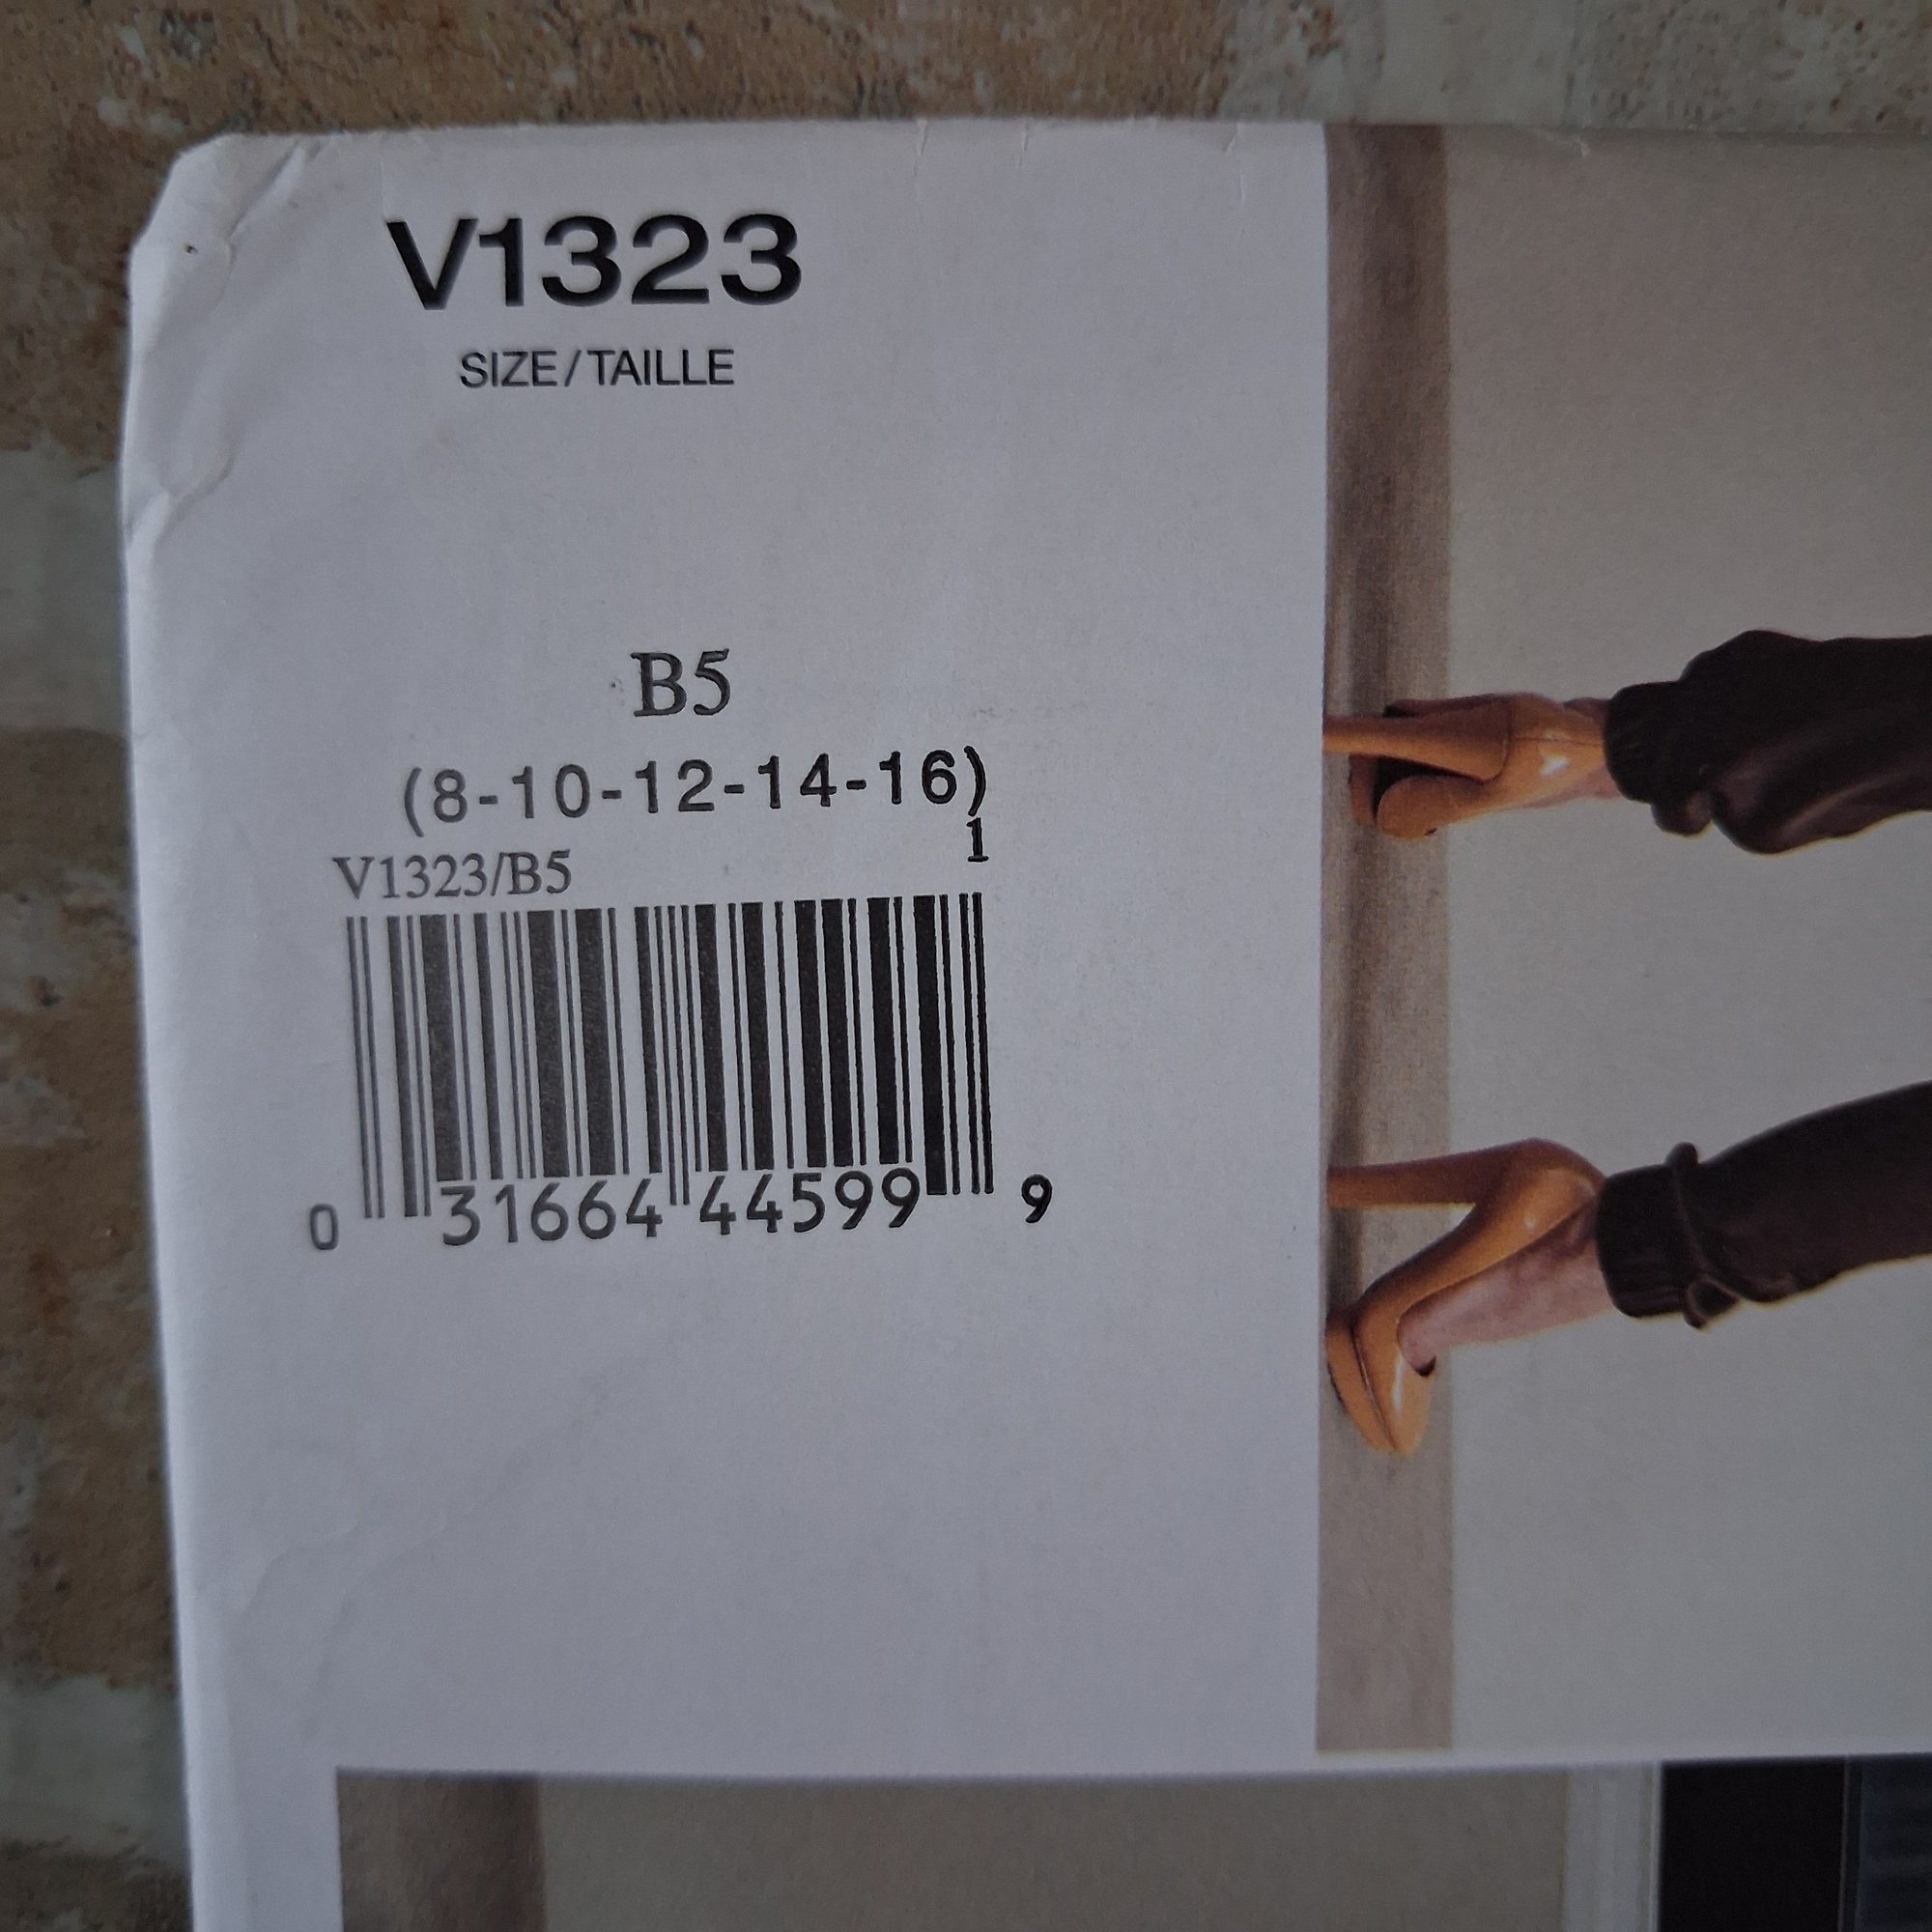 V1323
SIZE/TAILLE
B5
(8-10-12-14-16)
1
V1323/B5
0 31664 44599 9